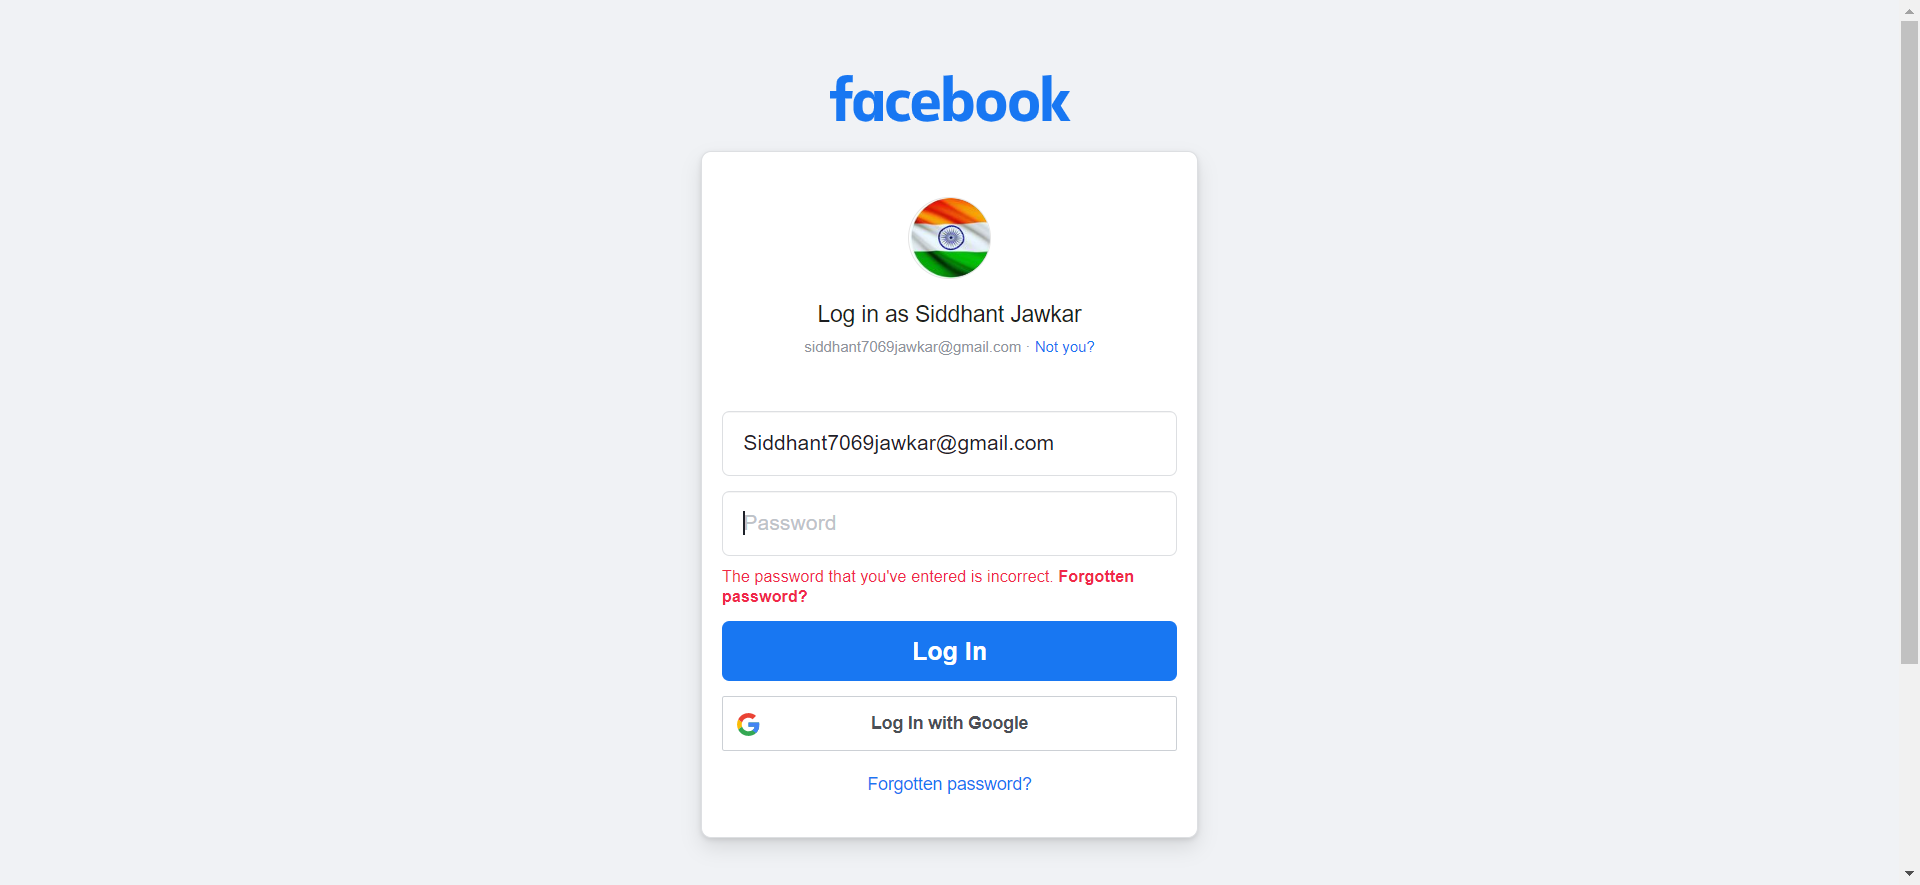 facebook
Log in as Siddhant Jawkar
siddhant7069jawkar@gmail.com · Not you?
Siddhant7069jawkar@gmail.com
Password
The password that you've entered is incorrect. Forgotten
password?
Log In
Log In with Google
Forgotten password?